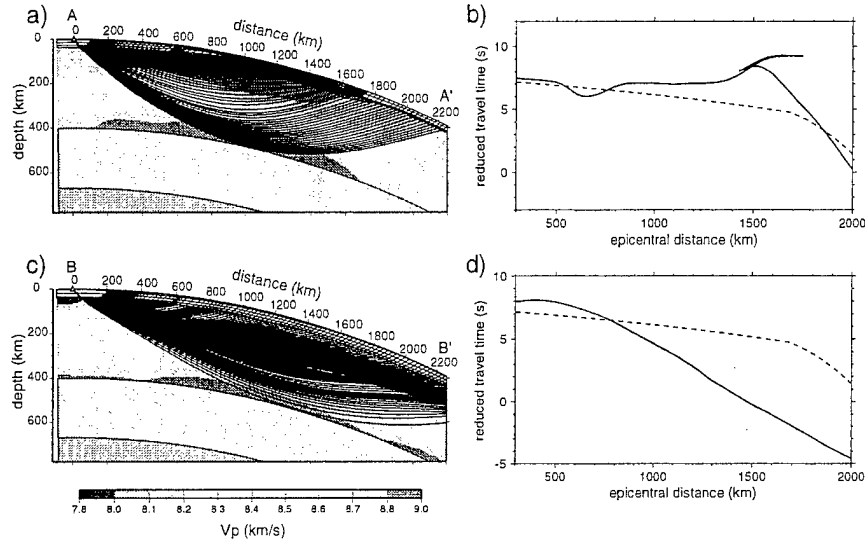 a)
A
0
200
400
600
800
1000
1200
1400
1600
1800
2000
2200
A'
distance (km)
0
200
400
600
depth (km)
b)
10
5
0
reduced travel time (s)
500
1000
1500
2000
epicentral distance (km)
c)
B
0
200
400
600
800
1000
1200
1400
1600
1800
2000
2200
B'
distance (km)
0
200
400
600
depth (km)
d)
10
5
0
-5
reduced travel time (s)
500
1000
1500
2000
epicentral distance (km)
7.8 8.0 8.1 8.2 8.3 8.4 8.5 8.6 8.7 8.8 9.0
Vp (km/s)